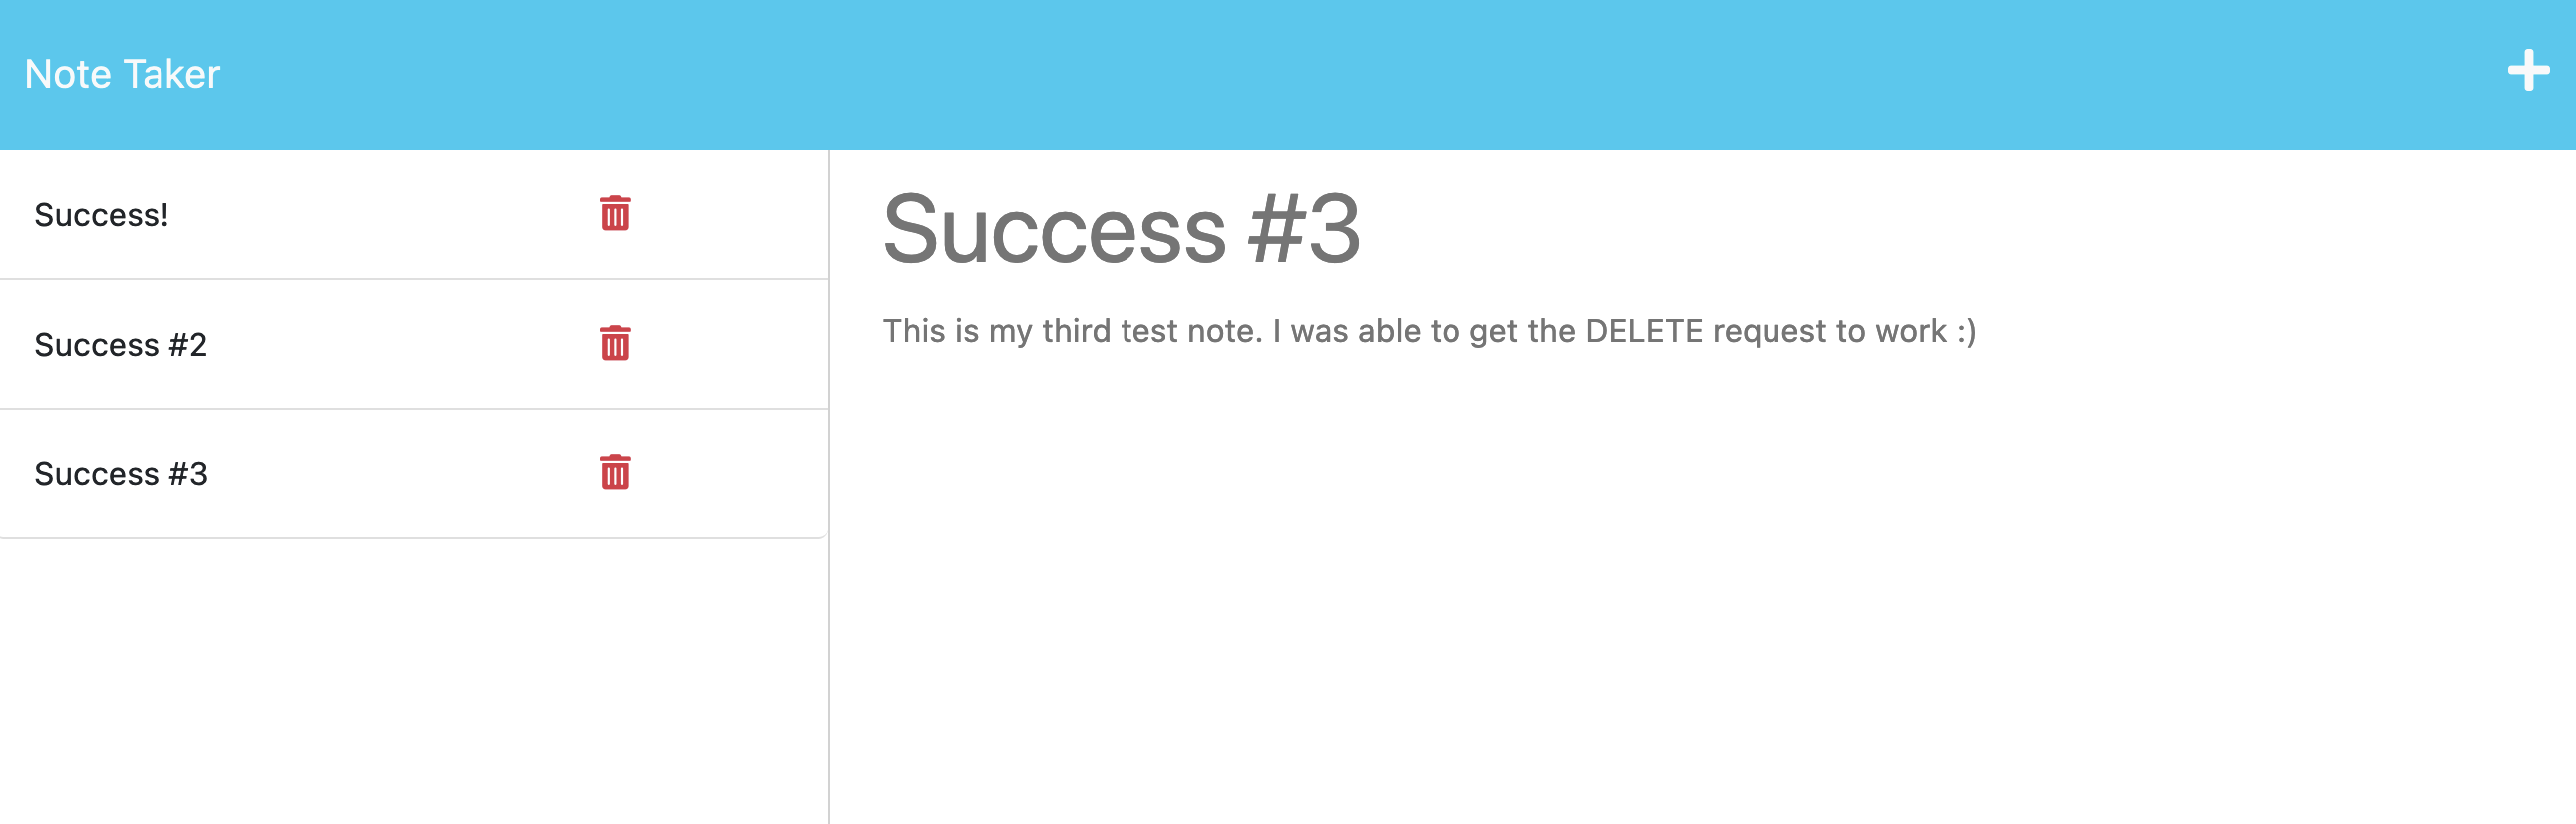 Note Taker
Success!
Success #2
Success #3
Success #3
This is my third test note. I was able to get the DELETE request to work :)